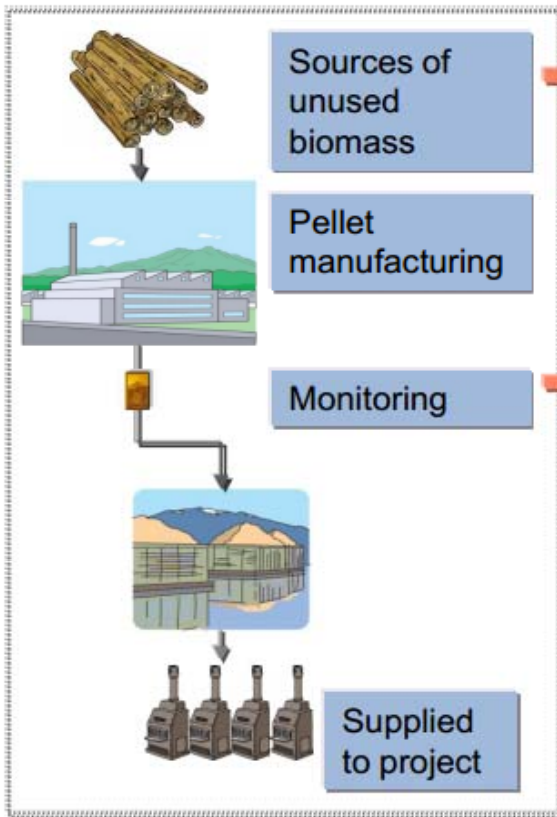 Sources of
unused
biomass
Pellet
manufacturing
Monitoring
Supplied
to project